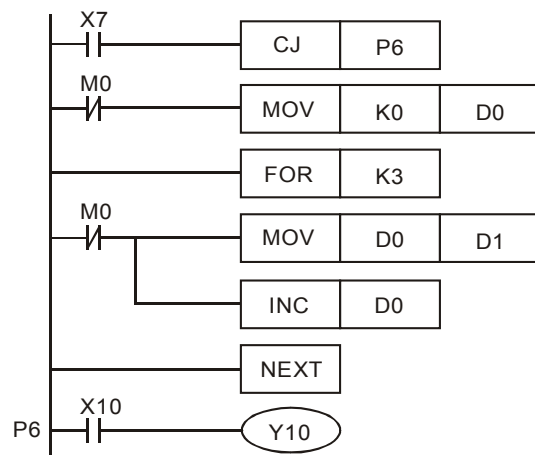 X7
CJ P6
M0
MOV K0 D0
FOR K3
M0
MOV D0 D1
INC D0
NEXT
X10
P6 Y10